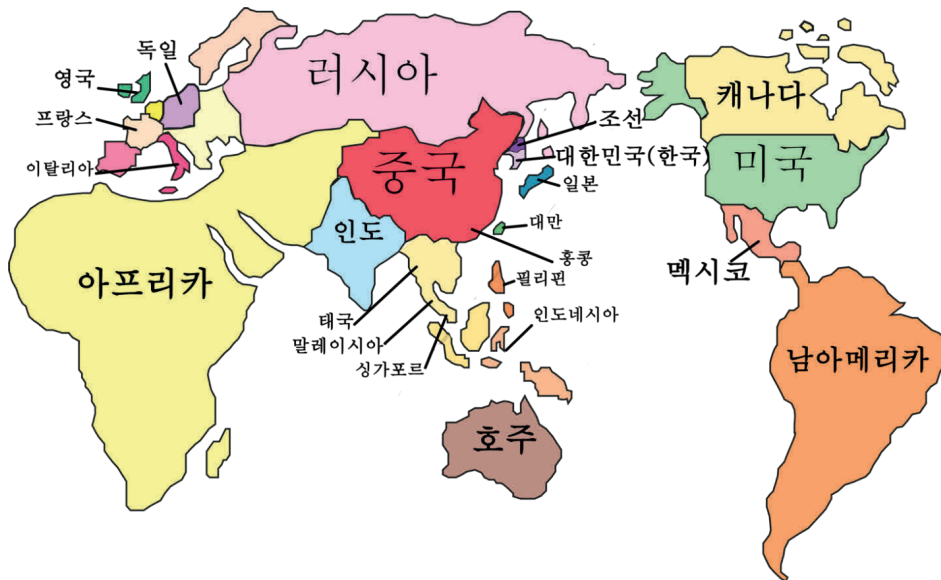 독일
영국
프랑스
이탈리아
러시아
캐나다
조선
대한민국(한국)
미국
중국
일본
대만
인도
홍콩
아프리카
멕시코
필리핀
태국
말레이시아
인도네시아
싱가포르
남아메리카
호주